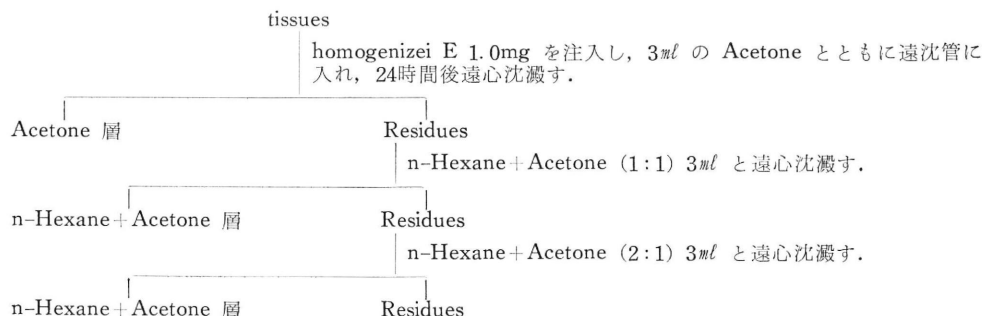 tissues
homogenizei E 1.0mg を注入し，3mℓ の Acetone とともに遠沈管に
入れ，24時間後遠心沈澱す．
Acetone 層 Residues
n-Hexane+Acetone (1:1) 3mℓ と遠心沈澱す．
n-Hexane+Acetone 層 Residues
n-Hexane+Acetone (2:1) 3mℓ と遠心沈澱す．
n-Hexane+Acetone 層 Residues